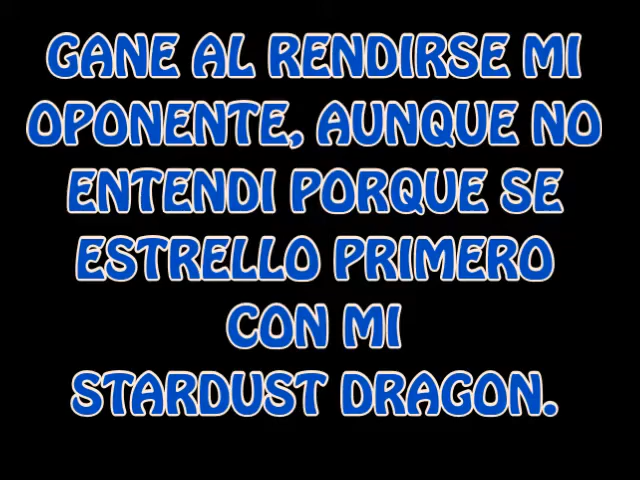 GANE AL RENDIRSE MI
OPONENTE, AUNQUE NO
ENTENDI PORQUE SE
ESTRELLO PRIMERO
CON MI
STARDUST DRAGON.